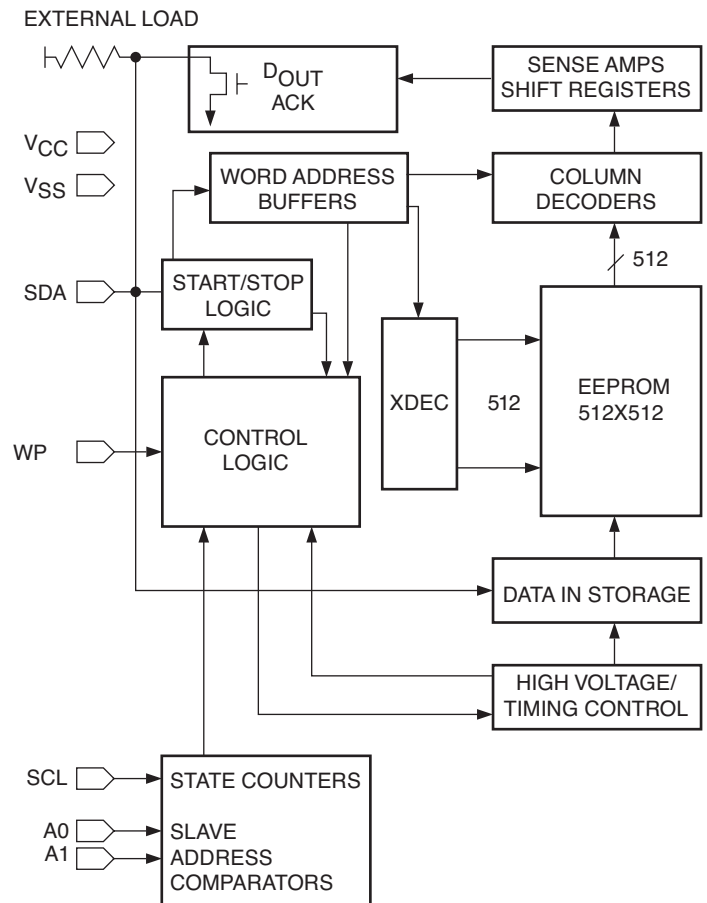 EXTERNAL LOAD
DOUT
ACK
SENSE AMPS
SHIFT REGISTERS
VCC
VSS
WORD ADDRESS
BUFFERS
COLUMN
DECODERS
512
SDA
START/STOP
LOGIC
XDEC
512
EEPROM
512X512
WP
CONTROL
LOGIC
DATA IN STORAGE
HIGH VOLTAGE/
TIMING CONTROL
SCL
STATE COUNTERS
A0
SLAVE
A1
ADDRESS
COMPARATORS